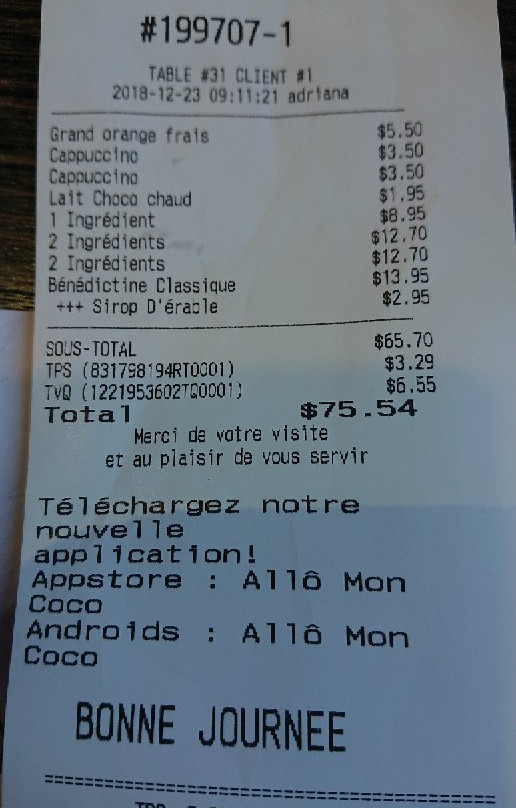 #199707-1
TABLE #31 CLIENT #1
2018-12-23 09:11:21 adriana
Grand orange frais $5.50
Cappuccino $3.50
Cappuccino $3.50
Lait Choco chaud $1.95
1 Ingrédient $8.95
2 Ingrédients $12.70
2 Ingrédients $12.70
Bénédictine Classique $13.95
+++ Sirop D'érable $2.95
SOUS-TOTAL $65.70
TPS (831798194RT0001) $3.29
TVQ (1221953602TQ0001) $6.55
Total $75.54
Merci de votre visite
et au plaisir de vous servir
Téléchargez notre
nouvelle
application!
Appstore : Allô Mon
Coco
Androids : Allô Mon
Coco
BONNE JOURNEE